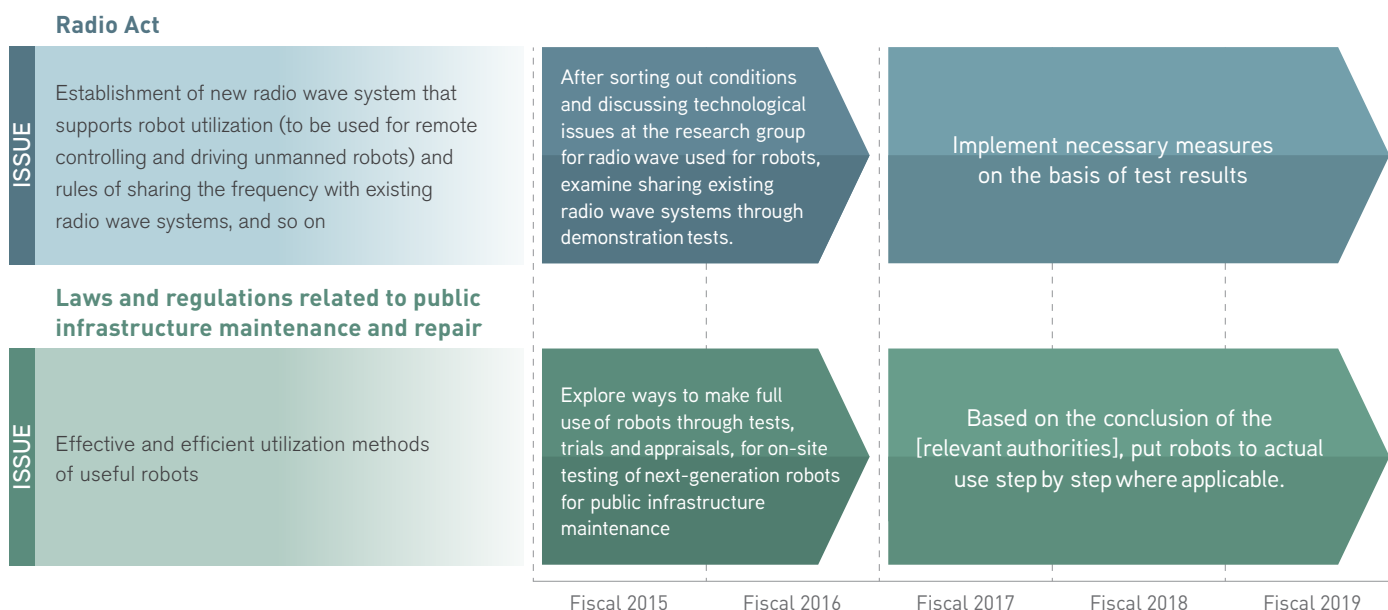 Radio Act
ISSUE
Establishment of new radio wave system that
supports robot utilization (to be used for remote
controlling and driving unmanned robots) and
rules of sharing the frequency with existing
radio wave systems, and so on
After sorting out conditions
and discussing technological
issues at the research group
for radio wave used for robots,
examine sharing existing
radio wave systems through
demonstration tests.
Implement necessary measures
on the basis of test results
Laws and regulations related to public
infrastructure maintenance and repair
ISSUE
Effective and efficient utilization methods
of useful robots
Explore ways to make full
use of robots through tests,
trials and appraisals, for on-site
testing of next-generation robots
for public infrastructure
maintenance
Based on the conclusion of the
[relevant authorities], put robots to actual
use step by step where applicable.
Fiscal 2015
Fiscal 2016
Fiscal 2017
Fiscal 2018
Fiscal 2019